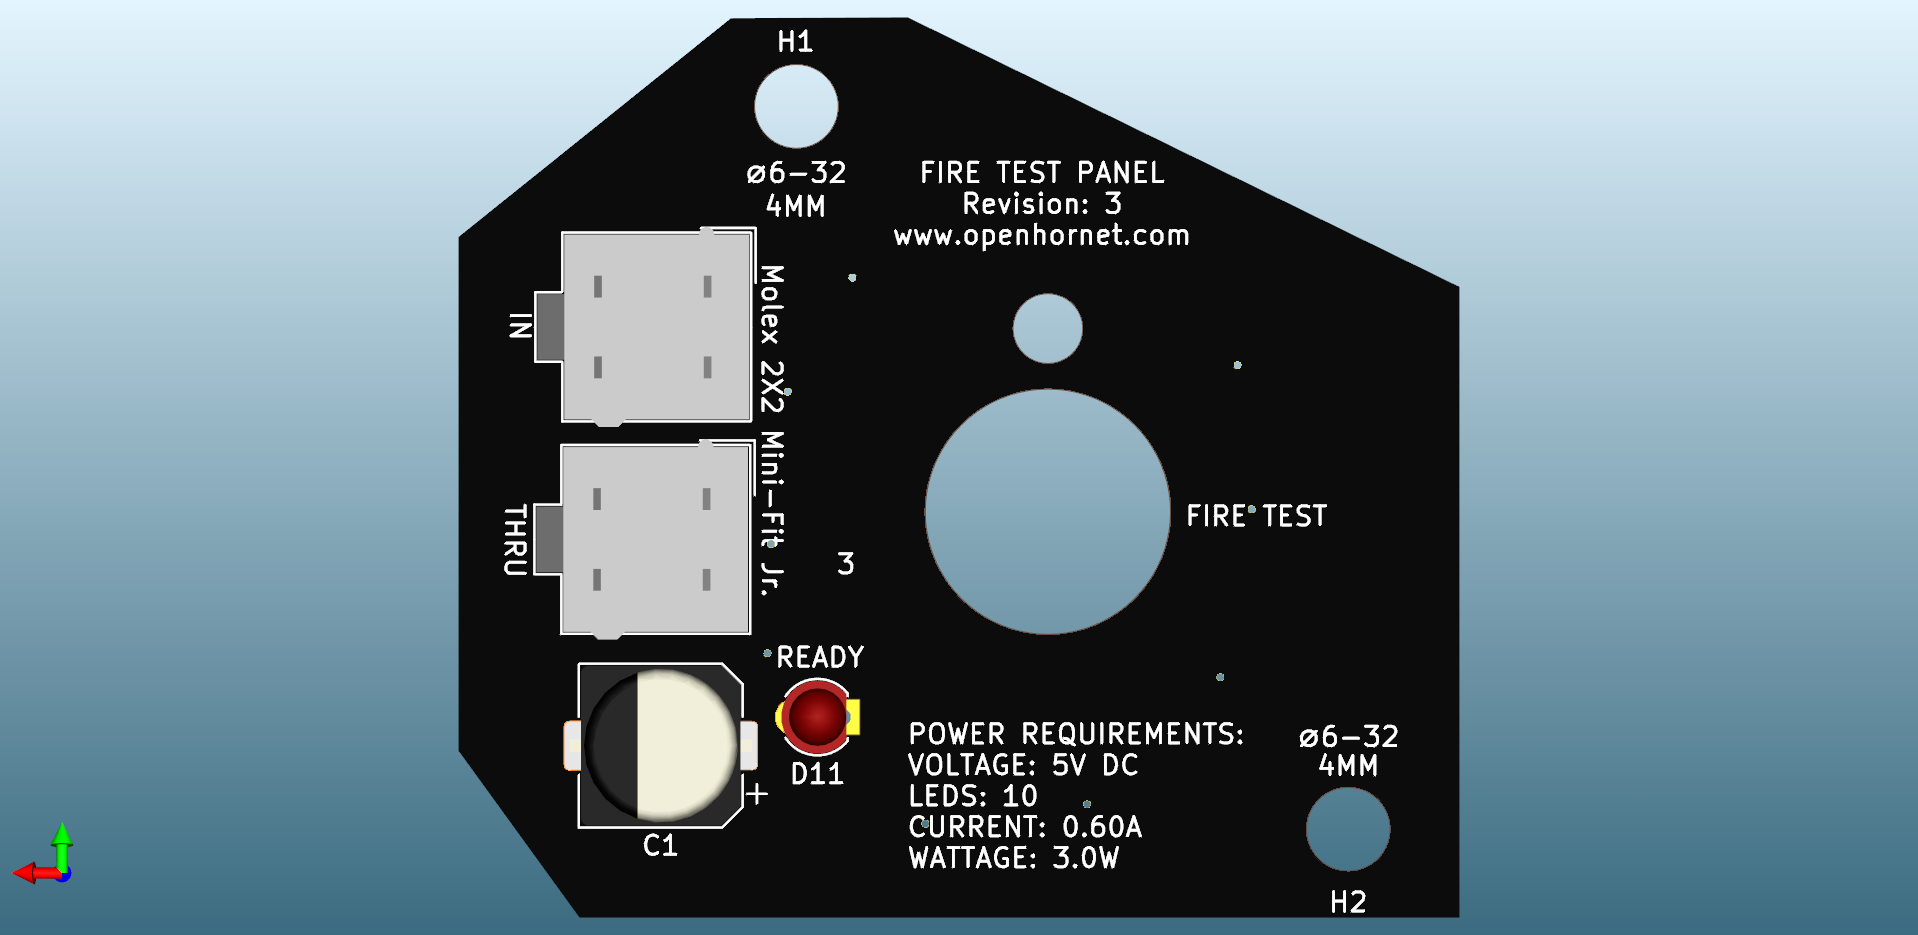 H1
ø6-32
4MM
FIRE TEST PANEL
Revision: 3
www.openhornet.com
IN
Molex 2X2 Mini-Fit Jr.
THRU
FIRE TEST
3
READY
D11
+
C1
POWER REQUIREMENTS:
VOLTAGE: 5V DC
LEDS: 10
CURRENT: 0.60A
WATTAGE: 3.0W
ø6-32
4MM
H2